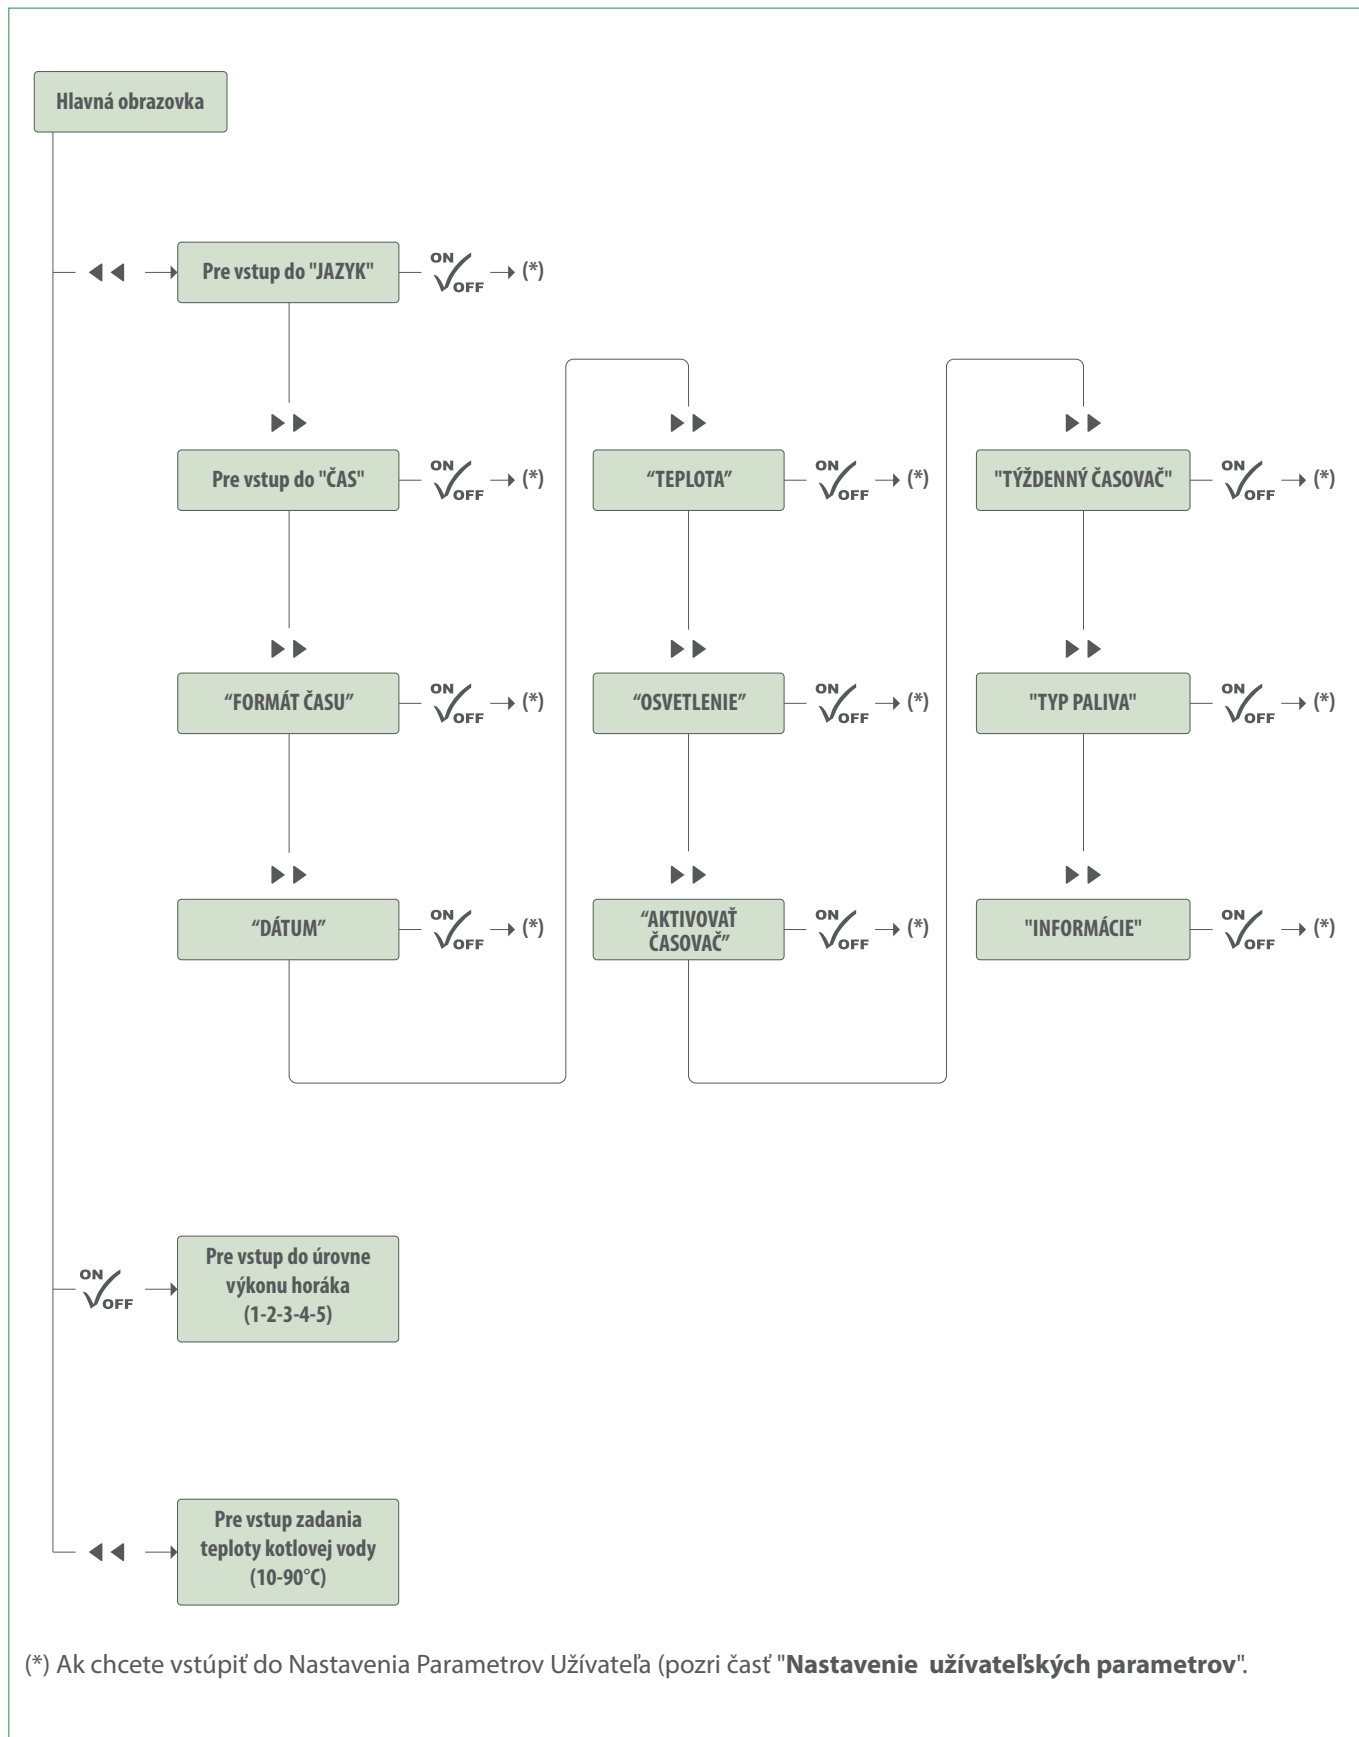 Hlavná obrazovka
Pre vstup do "JAZYK"
ON
OFF
(*)
Pre vstup do "ČAS"
ON
OFF
(*)
“FORMÁT ČASU”
ON
OFF
(*)
“DÁTUM”
ON
OFF
(*)
“TEPLOTA”
ON
OFF
(*)
“OSVETLENIE”
ON
OFF
(*)
“AKTIVOVAŤ
ČASOVAČ”
ON
OFF
(*)
"TÝŽDENNÝ ČASOVAČ"
ON
OFF
(*)
"TYP PALIVA"
ON
OFF
(*)
"INFORMÁCIE"
ON
OFF
(*)
ON
OFF
Pre vstup do úrovne
výkonu horáka
(1-2-3-4-5)
Pre vstup zadania
teploty kotlovej vody
(10-90°C)
(*) Ak chcete vstúpiť do Nastavenia Parametrov Užívateľa (pozri časť "Nastavenie užívateľských parametrov".